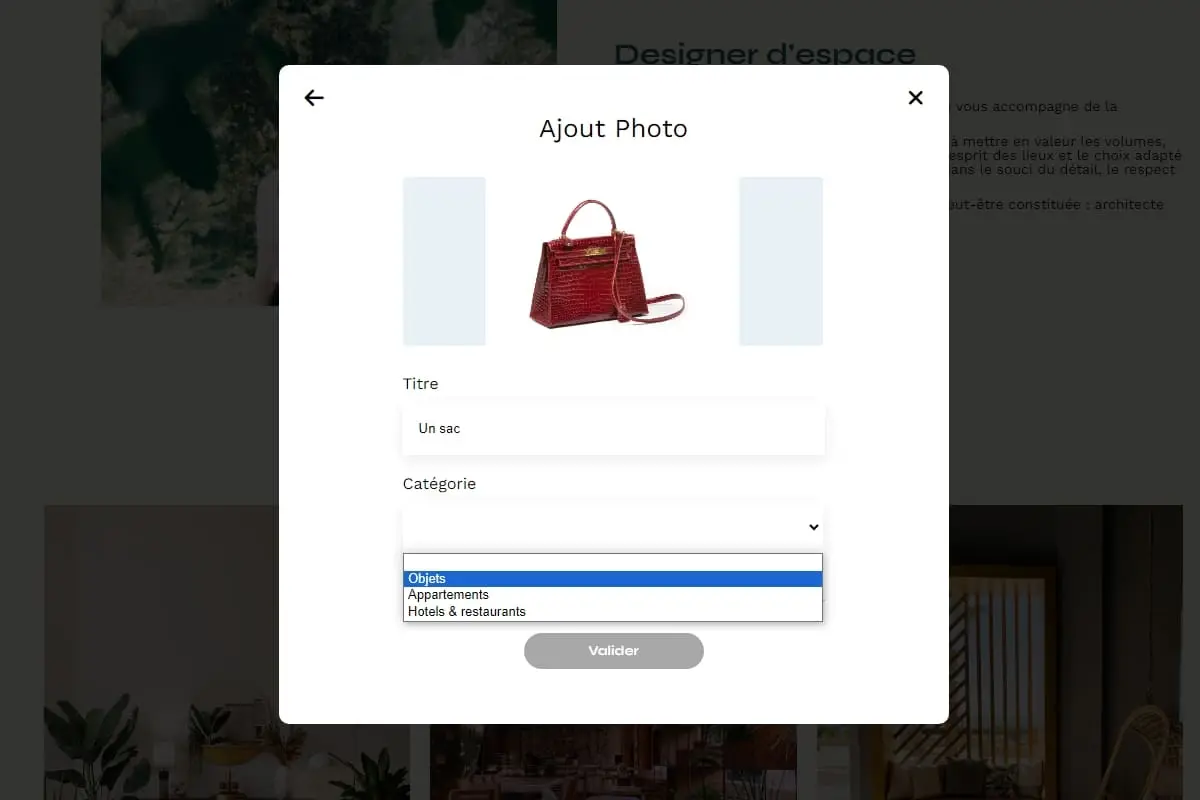 Designer d'espace
vous accompagne de la
à mettre en valeur les volumes,
esprit des lieux et le choix adapté
ans le souci du détail, le respect
out-être constituée : architecte
Ajout Photo
Titre
Un sac
Catégorie
Objets
Appartements
Hotels & restaurants
Valider